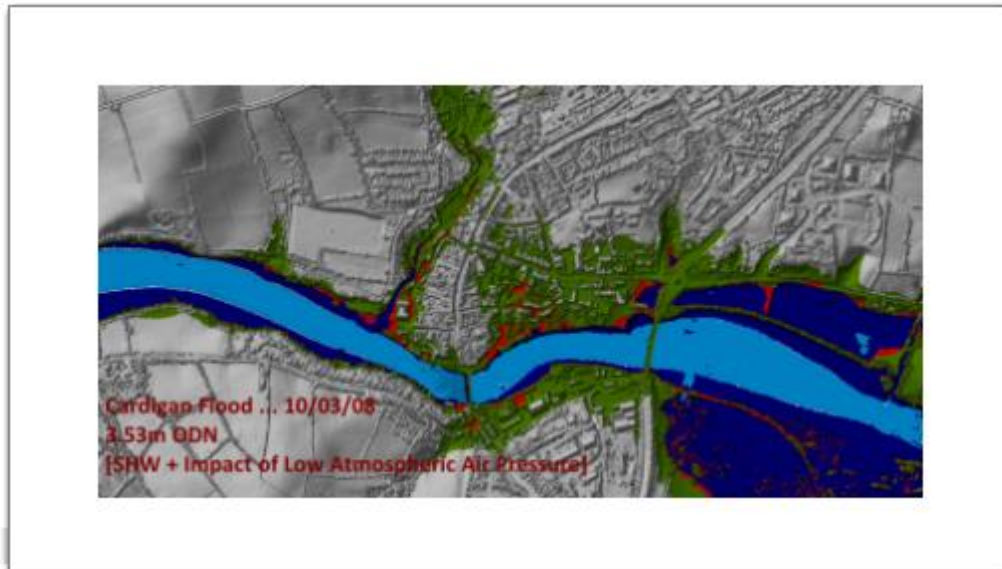 Cardigan Flood ... 10/03/08
3.53m ODN
[SHW + Impact of Low Atmospheric Air Pressure]